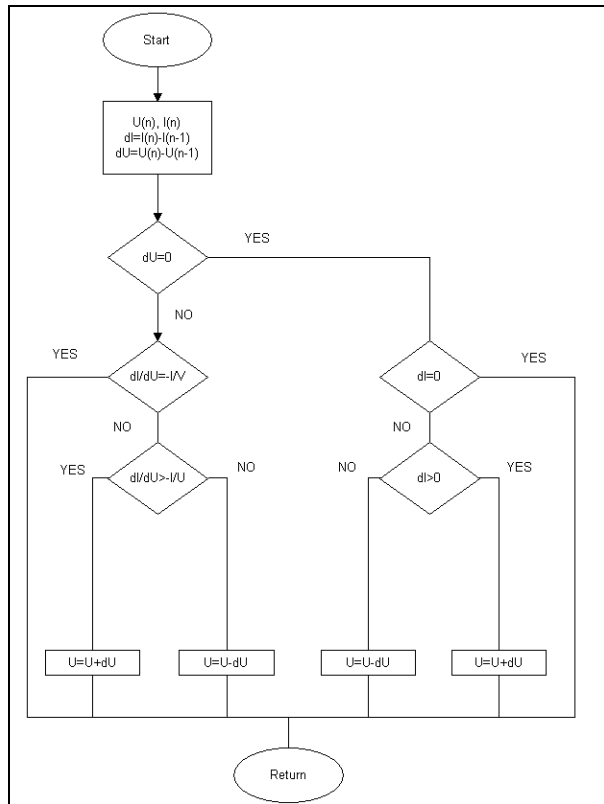 Start
U(n), I(n)
dI=I(n)-I(n-1)
dU=U(n)-U(n-1)
dU=0
YES
NO
YES
dI/dU=-I/V
dI=0
YES
NO
NO
YES
dI/dU>-I/U
NO
NO
dI>0
YES
U=U+dU
U=U-dU
U=U-dU
U=U+dU
Return